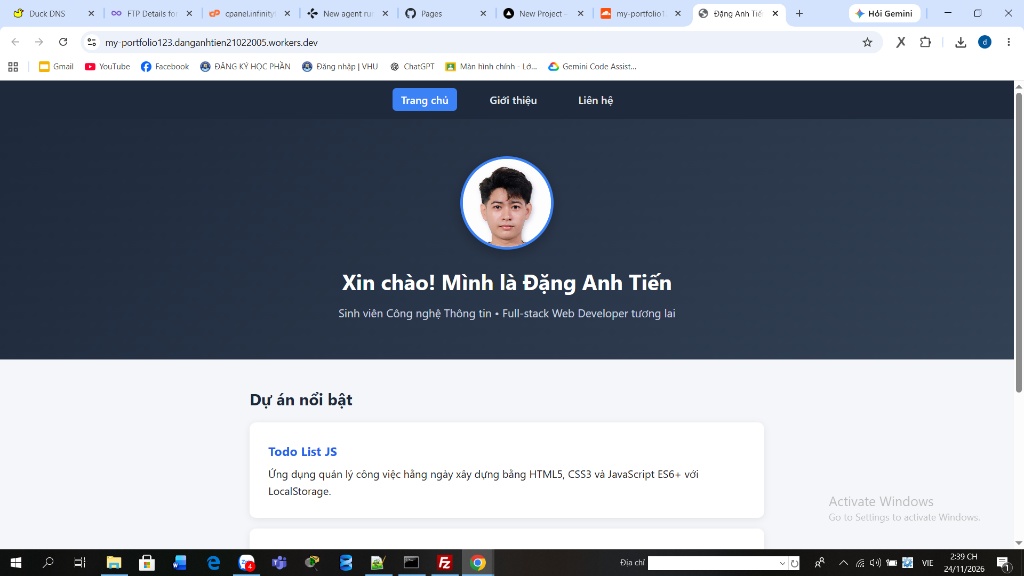 Duck DNS
FTP Details for
cpanel.infinity
New agent run
Pages
New Project –
my-portfolio1
Đặng Anh Tiế
Hỏi Gemini
my-portfolio123.danganhtien21022005.workers.dev
Gmail
YouTube
Facebook
ĐĂNG KÝ HỌC PHẦN
Đăng nhập | VHU
ChatGPT
Màn hình chính - Lớ...
Gemini Code Assist...
Trang chủ
Giới thiệu
Liên hệ
Xin chào! Mình là Đặng Anh Tiến
Sinh viên Công nghệ Thông tin • Full-stack Web Developer tương lai
Dự án nổi bật
Todo List JS
Ứng dụng quản lý công việc hằng ngày xây dựng bằng HTML5, CSS3 và JavaScript ES6+ với
LocalStorage.
Activate Windows
Go to Settings to activate Windows.
Địa chỉ
VIE
2:39 CH
24/11/2026